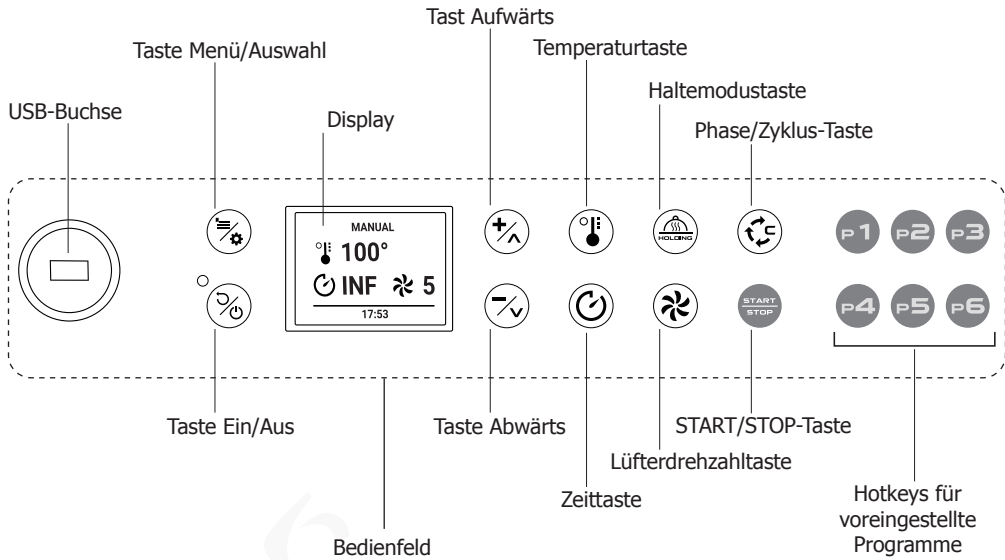 Tast Aufwärts
Taste Menü/Auswahl
Temperaturtaste
USB-Buchse
Display
Haltemodustaste
Phase/Zyklus-Taste
MANUAL
100°
INF 5
17:53
HOLDING
C
START
STOP
P1 P2 P3
P4 P5 P6
Taste Ein/Aus
Taste Abwärts
START/STOP-Taste
Lüfterdrehzahltaste
Zeittaste
Hotkeys für
voreingestellte
Programme
Bedienfeld